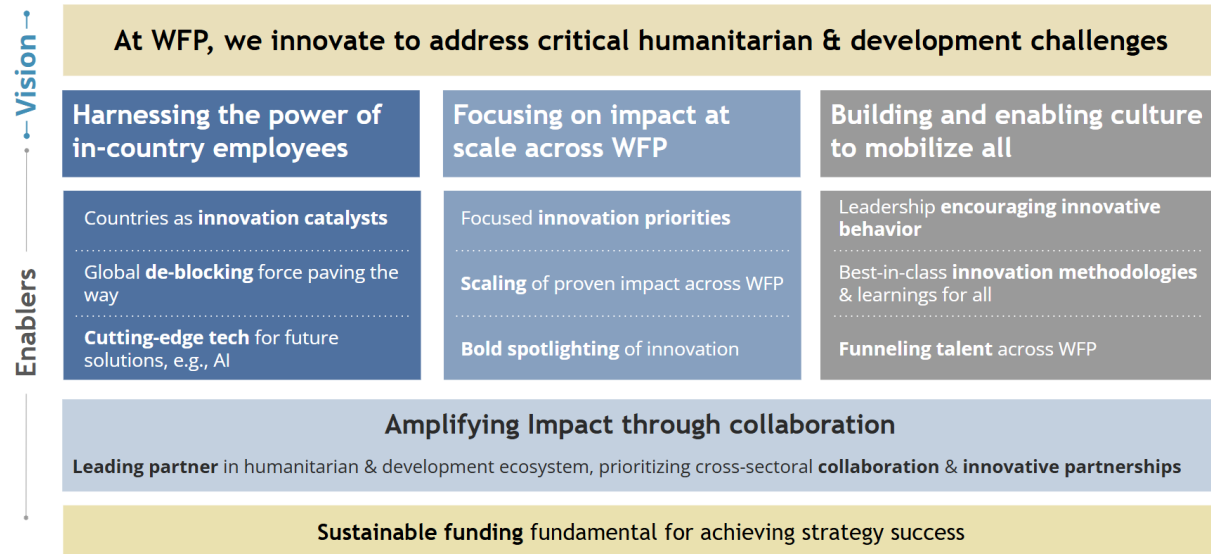 Vision
At WFP, we innovate to address critical humanitarian & development challenges
Harnessing the power of
in-country employees
Focusing on impact at
scale across WFP
Building and enabling culture
to mobilize all
Enablers
Countries as innovation catalysts
Global de-blocking force paving the
way
Cutting-edge tech for future
solutions, e.g., AI
Focused innovation priorities
Scaling of proven impact across WFP
Bold spotlighting of innovation
Leadership encouraging innovative
behavior
Best-in-class innovation methodologies
& learnings for all
Funneling talent across WFP
Amplifying Impact through collaboration
Leading partner in humanitarian & development ecosystem, prioritizing cross-sectoral collaboration & innovative partnerships
Sustainable funding fundamental for achieving strategy success